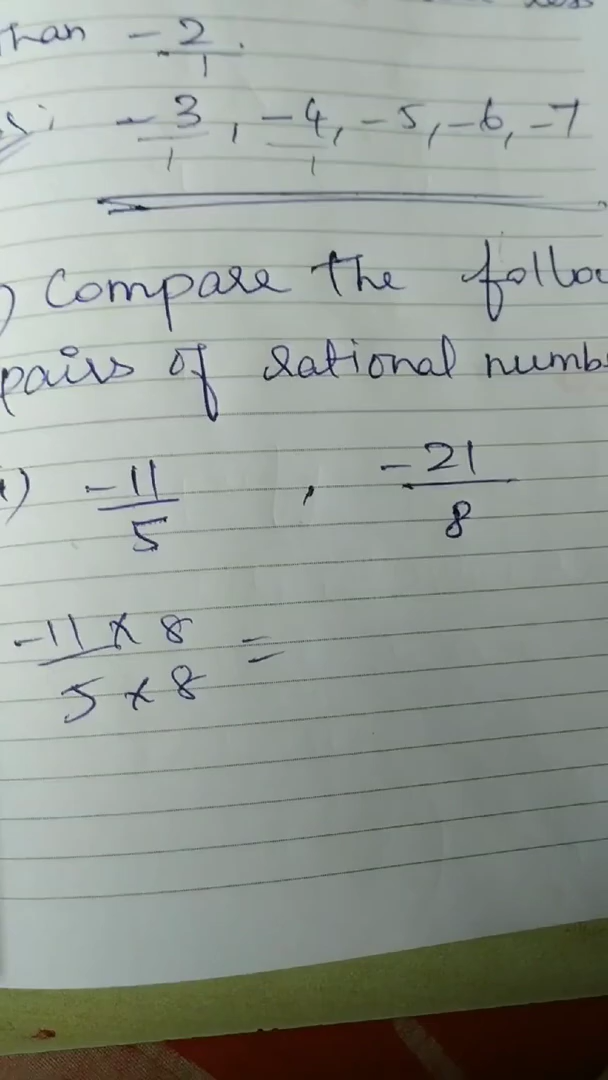 than -2/1.
-3/1, -4/1, -5, -6, -7
) Compare the follow
pairs of rational numb
i) -11/5 , -21/8
-11 x 8 / 5 x 8 =